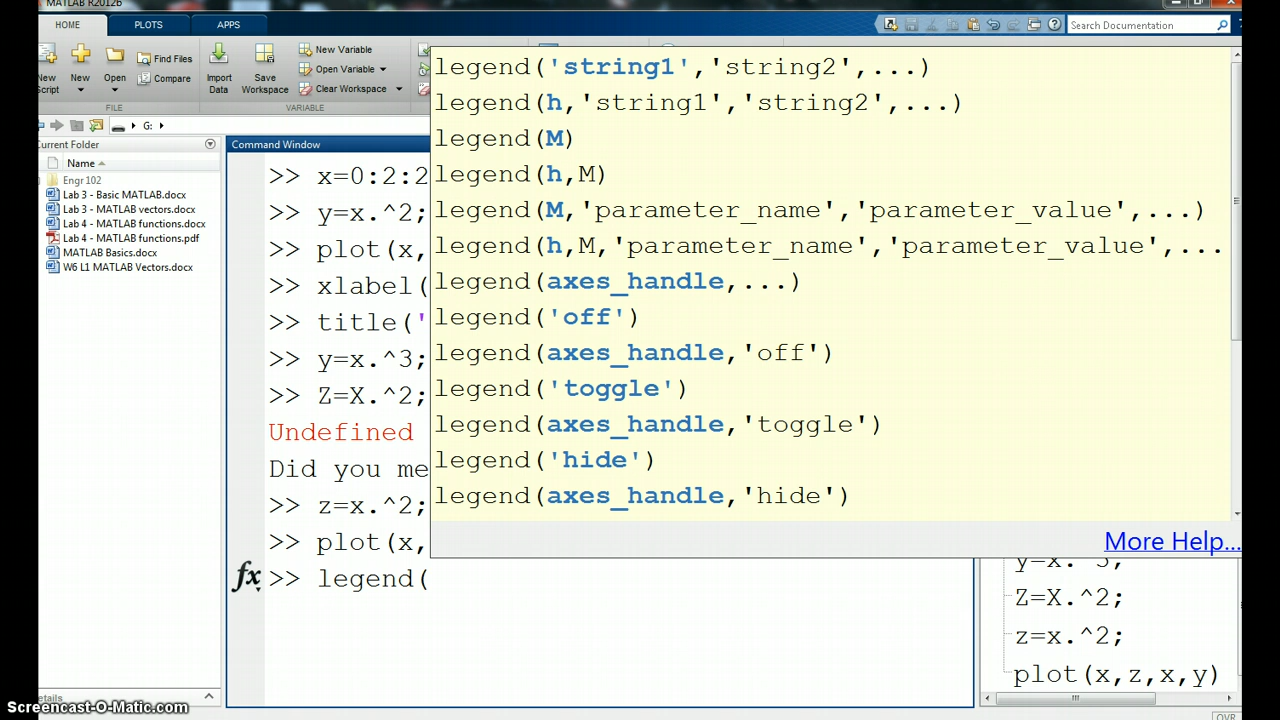 MATLAB R2012b
HOME PLOTS APPS
Search Documentation
New Script
New
Open
Find Files
Compare
Import Data
Save Workspace
New Variable
Open Variable
Clear Workspace
FILE VARIABLE
G:
urrent Folder
Name
Engr 102
Lab 3 - Basic MATLAB.docx
Lab 3 - MATLAB vectors.docx
Lab 4 - MATLAB functions.docx
Lab 4 - MATLAB functions.pdf
MATLAB Basics.docx
W6 L1 MATLAB Vectors.docx
etails
Command Window
>> x=0:2:2
>> y=x.^2;
>> plot(x,
>> xlabel(
>> title('
>> y=x.^3;
>> Z=X.^2;
Undefined
Did you me
>> z=x.^2;
>> plot(x,
fx >> legend(
legend('string1','string2',...)
legend(h,'string1','string2',...)
legend(M)
legend(h,M)
legend(M,'parameter_name','parameter_value',...)
legend(h,M,'parameter_name','parameter_value',...
legend(axes_handle,...)
legend('off')
legend(axes_handle,'off')
legend('toggle')
legend(axes_handle,'toggle')
legend('hide')
legend(axes_handle,'hide')
More Help...
y=x.^3;
Z=X.^2;
z=x.^2;
plot(x,z,x,y)
OVR
Screencast-O-Matic.com